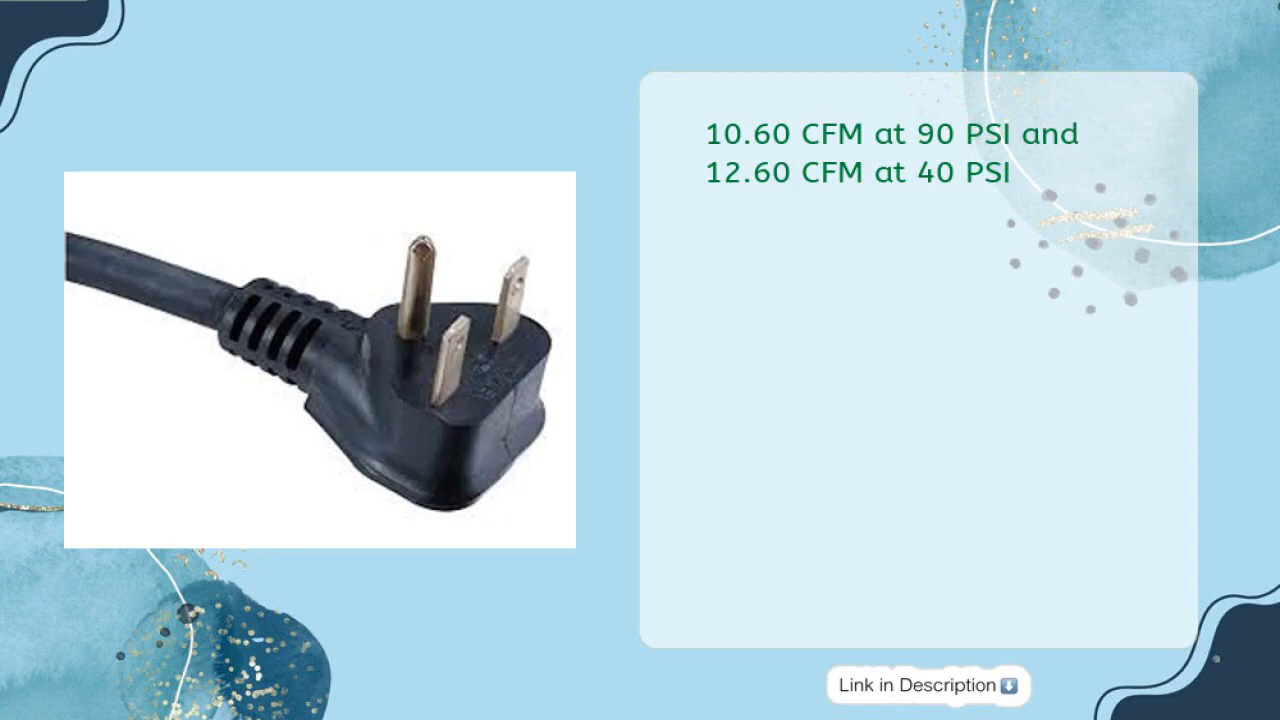 10.60 CFM at 90 PSI and
12.60 CFM at 40 PSI
Link in Description ⬇️